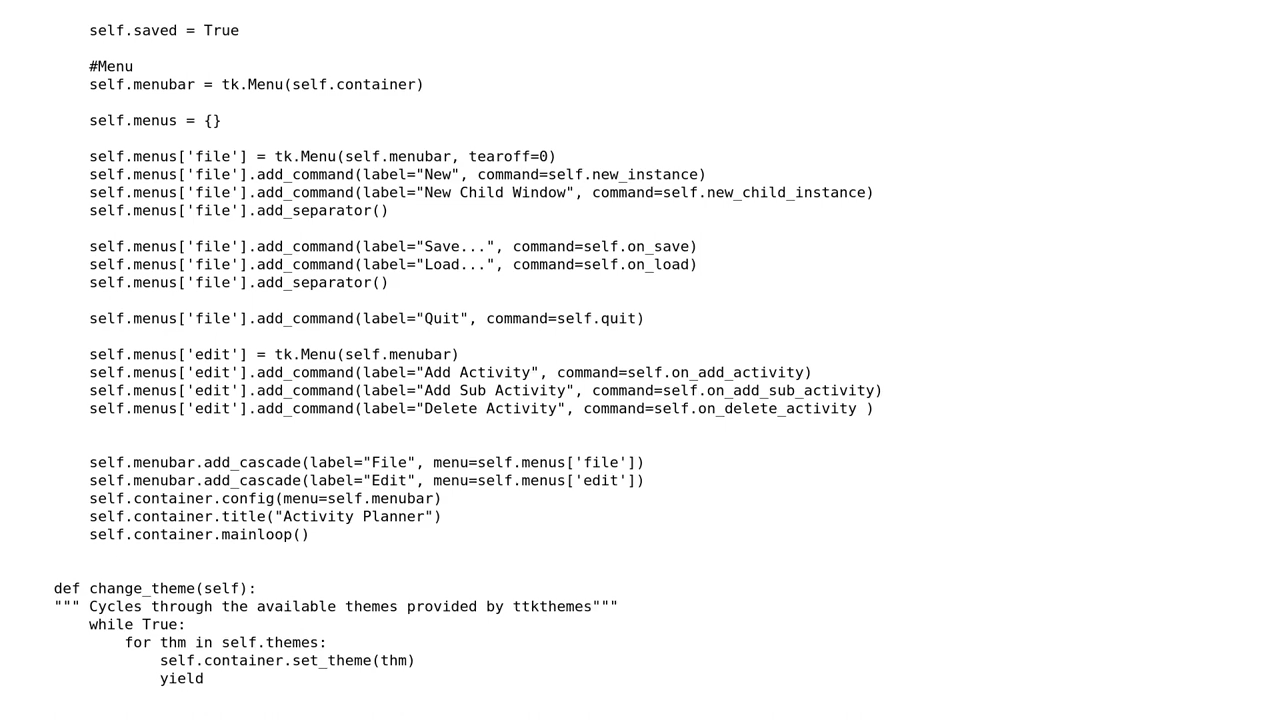 self.saved = True
#Menu
self.menubar = tk.Menu(self.container)
self.menus = {}
self.menus['file'] = tk.Menu(self.menubar, tearoff=0)
self.menus['file'].add_command(label="New", command=self.new_instance)
self.menus['file'].add_command(label="New Child Window", command=self.new_child_instance)
self.menus['file'].add_separator()
self.menus['file'].add_command(label="Save...", command=self.on_save)
self.menus['file'].add_command(label="Load...", command=self.on_load)
self.menus['file'].add_separator()
self.menus['file'].add_command(label="Quit", command=self.quit)
self.menus['edit'] = tk.Menu(self.menubar)
self.menus['edit'].add_command(label="Add Activity", command=self.on_add_activity)
self.menus['edit'].add_command(label="Add Sub Activity", command=self.on_add_sub_activity)
self.menus['edit'].add_command(label="Delete Activity", command=self.on_delete_activity )
self.menubar.add_cascade(label="File", menu=self.menus['file'])
self.menubar.add_cascade(label="Edit", menu=self.menus['edit'])
self.container.config(menu=self.menubar)
self.container.title("Activity Planner")
self.container.mainloop()
def change_theme(self):
""" Cycles through the available themes provided by ttkthemes"""
while True:
for thm in self.themes:
self.container.set_theme(thm)
yield